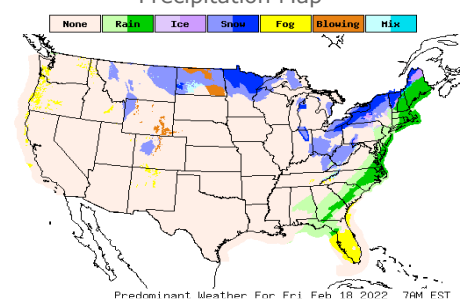 Precipitation Map
None Rain Ice Snow Fog Blowing Mix
Predominant Weather For Fri Feb 18 2022 7AM EST